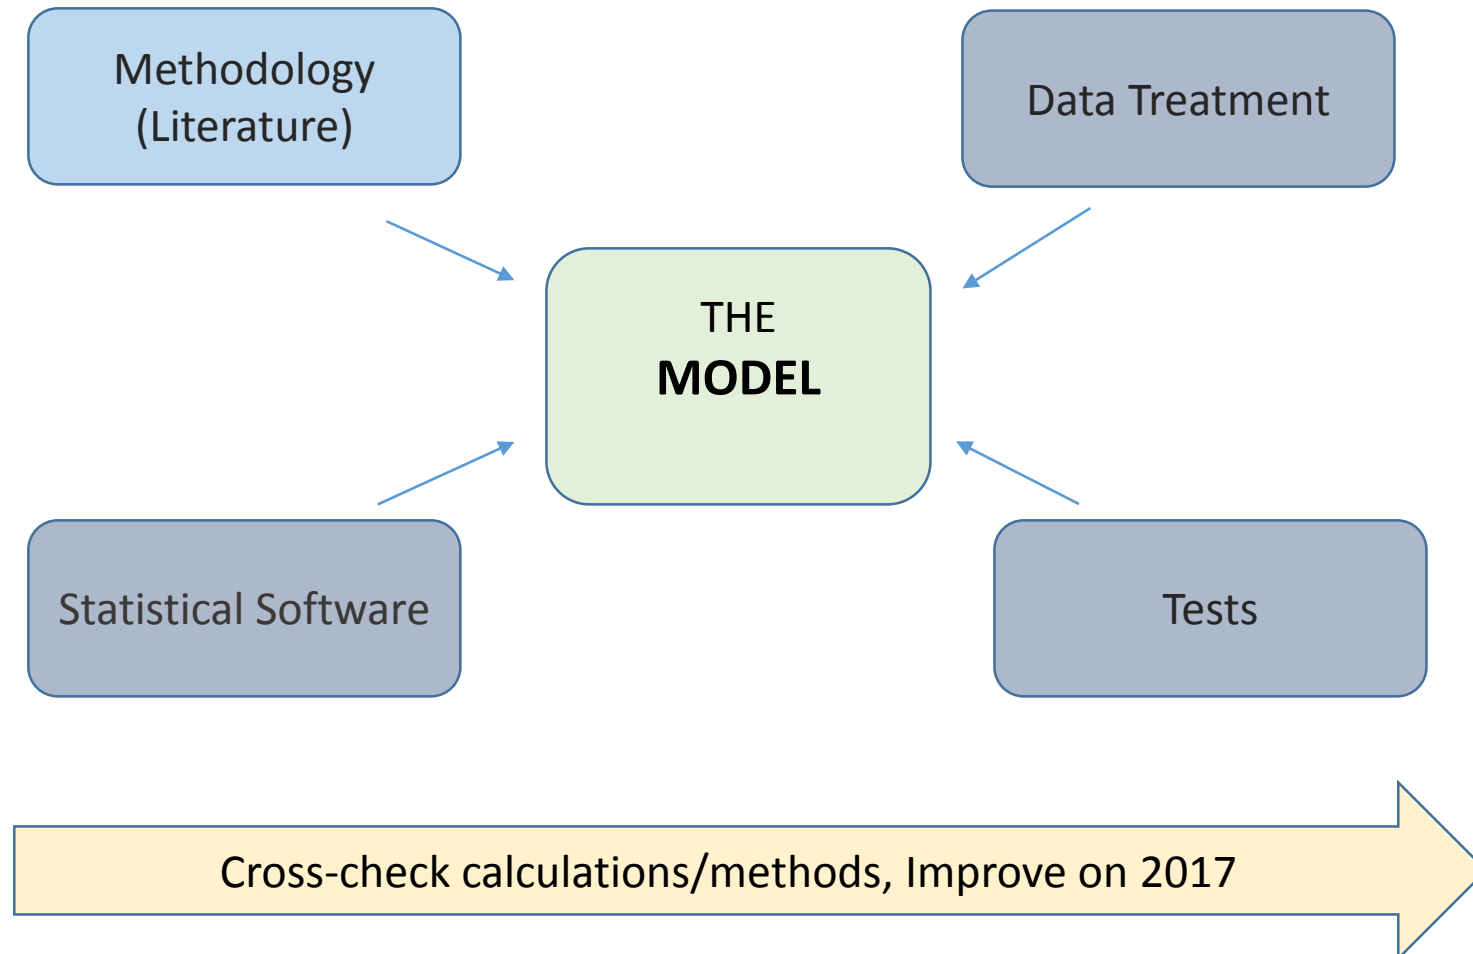 Methodology
(Literature)
Data Treatment
THE
MODEL
Statistical Software
Tests
Cross-check calculations/methods, Improve on 2017